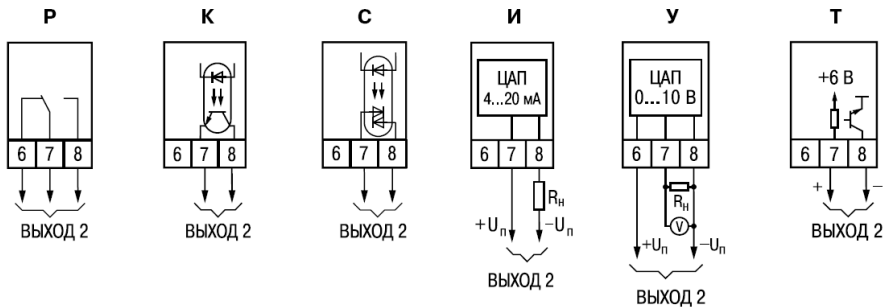 Р К С И У Т
ЦАП
4...20 мА
ЦАП
0...10 В
+6 В
6 7 8
6 7 8
6 7 8
6 7 8
6 7 8
6 7 8
Rн
Rн
V
+ −
+Uп −Uп
+Uп −Uп
ВЫХОД 2
ВЫХОД 2
ВЫХОД 2
ВЫХОД 2
ВЫХОД 2
ВЫХОД 2